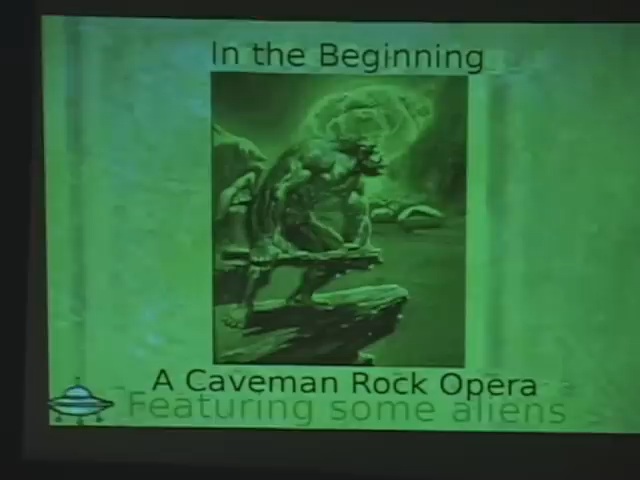 In the Beginning
A Caveman Rock Opera
Featuring some aliens